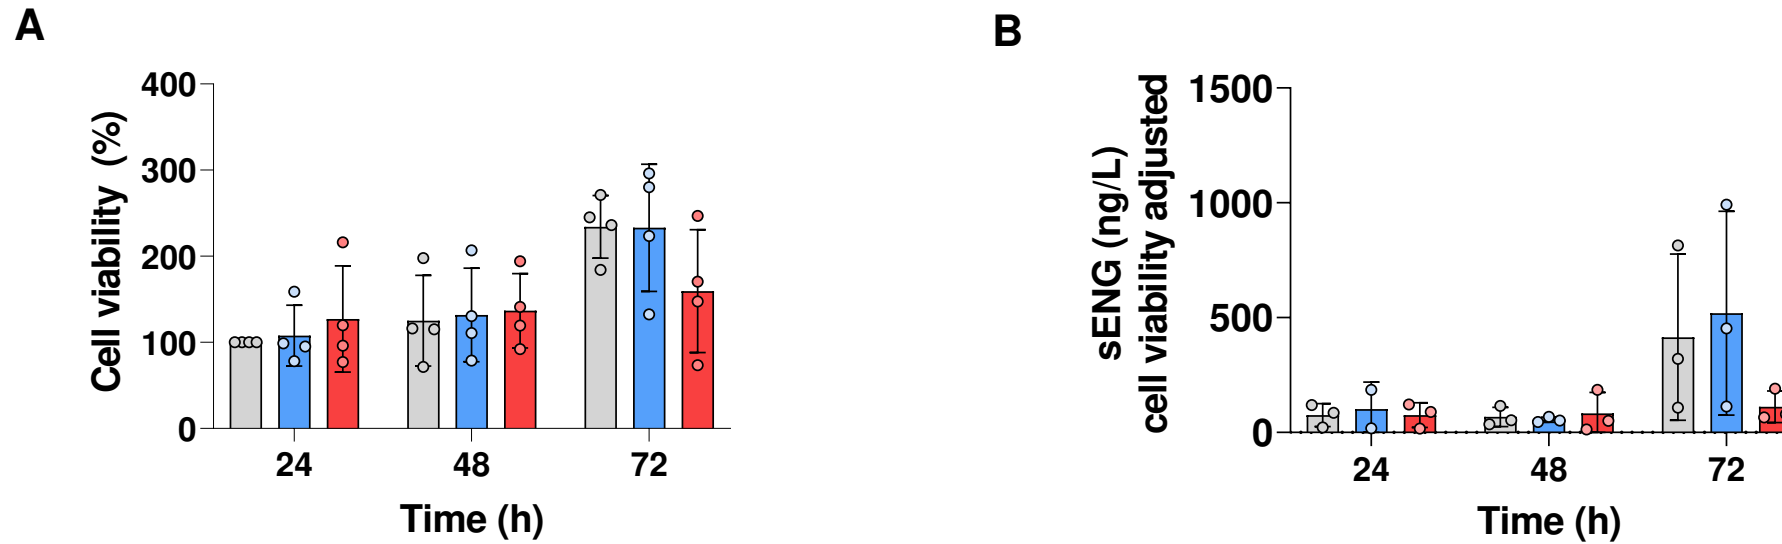 A
Cell viability (%)
400
300
200
100
0
24
48
72
Time (h)
B
sENG (ng/L)
cell viability adjusted
1500
1000
500
0
24
48
72
Time (h)